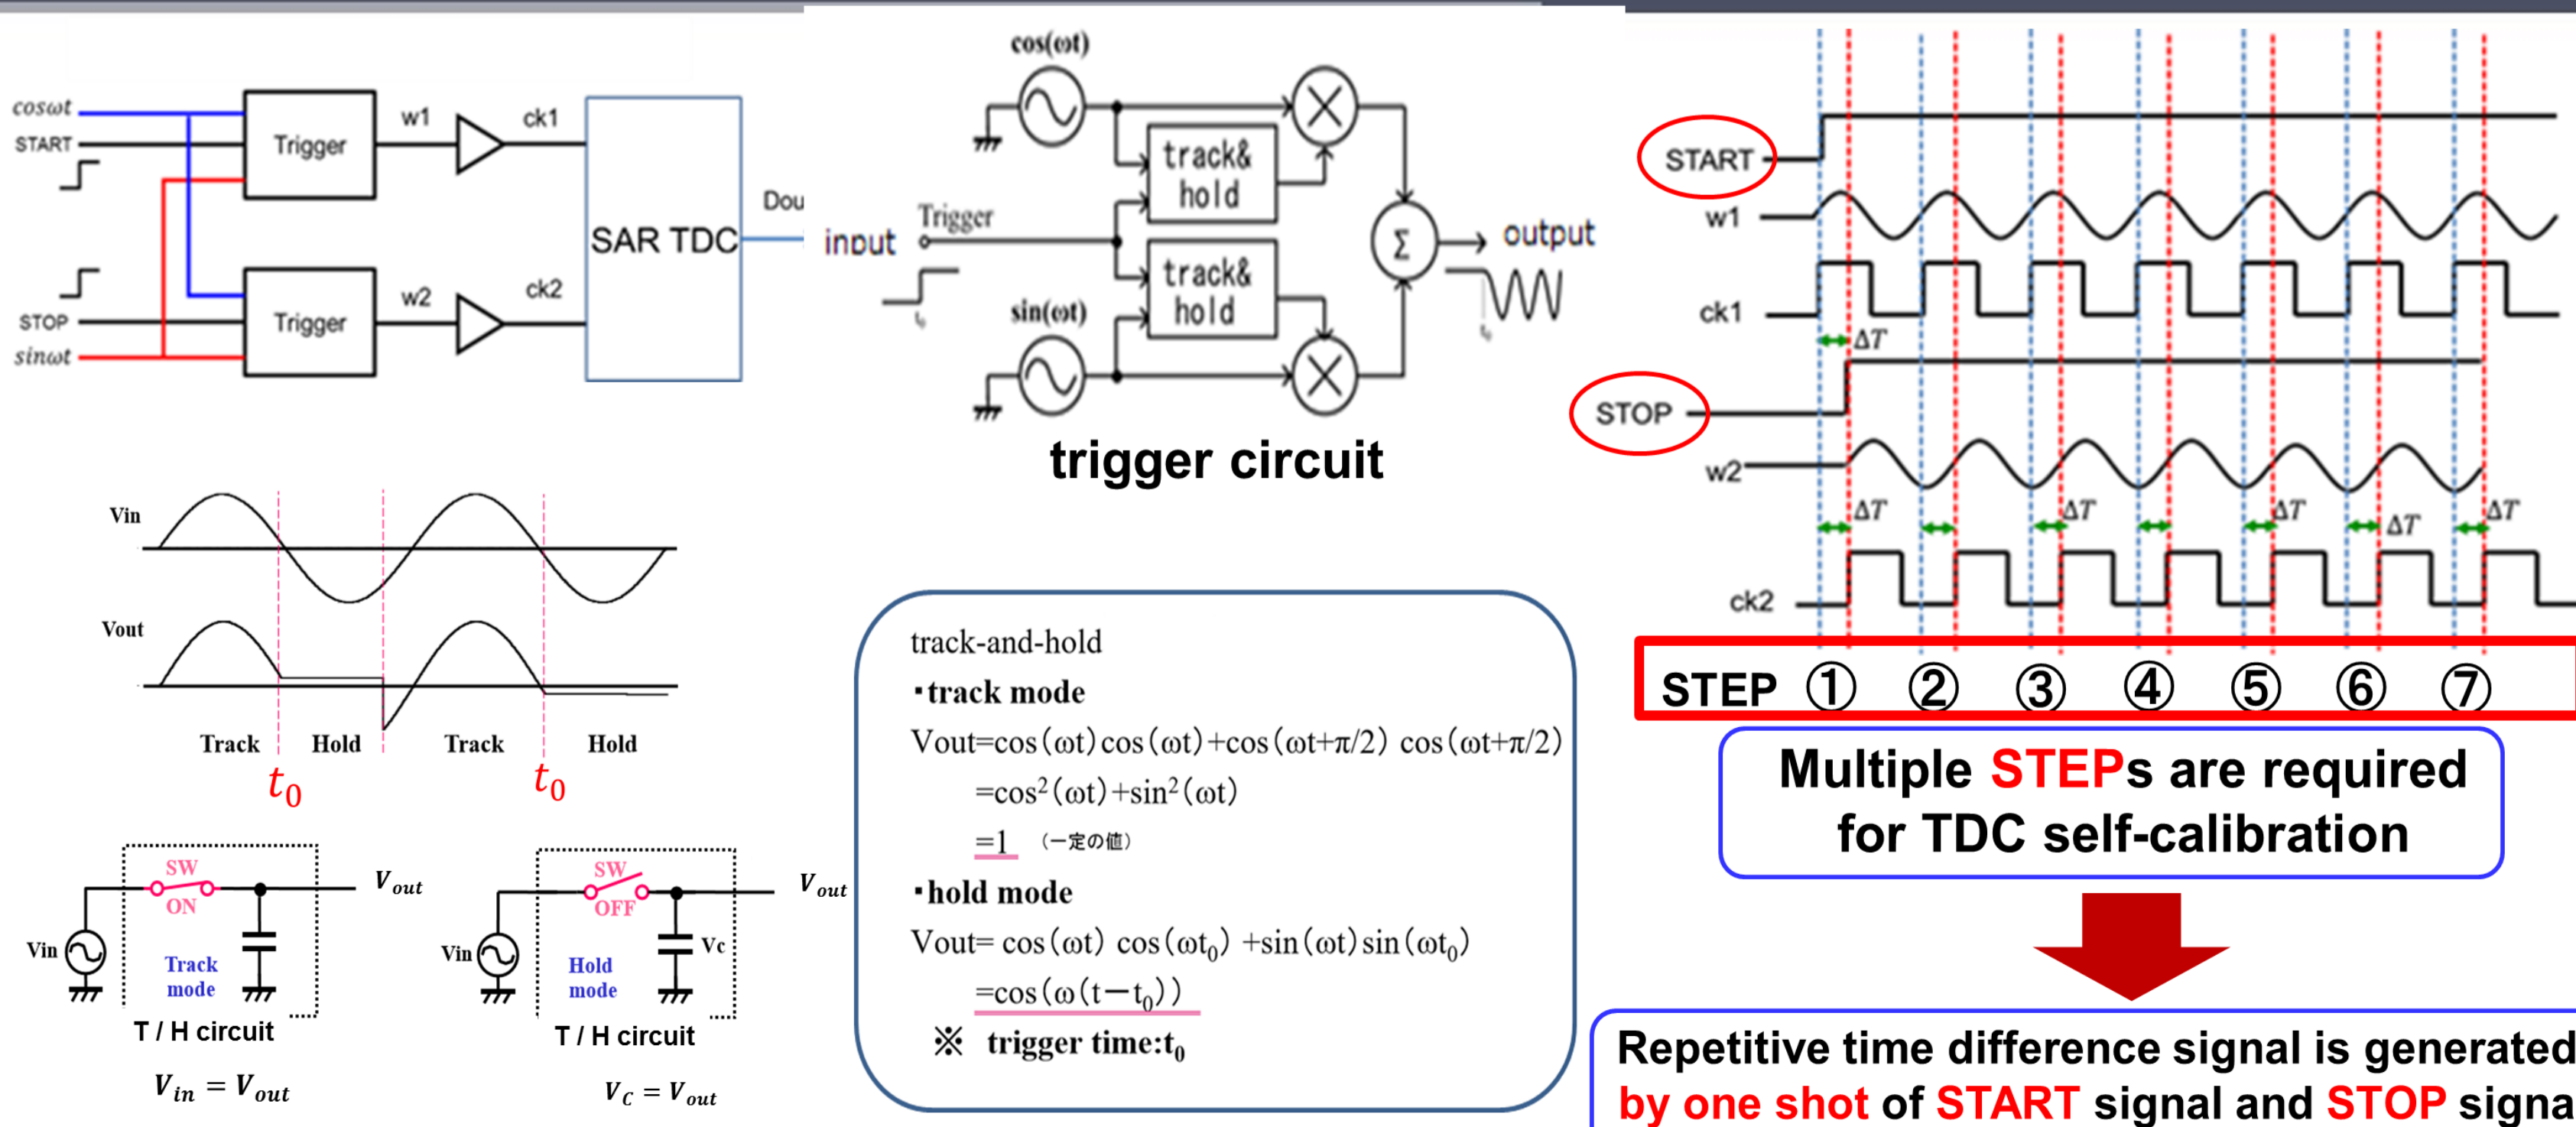 cosωt
START
Trigger
w1
ck1
SAR TDC
Dou
STOP
sinωt
Trigger
w2
ck2
cos(ωt)
track&
hold
Trigger
input
t₀
track&
hold
sin(ωt)
Σ
output
t₀
trigger circuit
START
w1
ck1
ΔT
STOP
w2
ΔT
ΔT
ΔT
ΔT
ΔT
ck2
STEP ① ② ③ ④ ⑤ ⑥ ⑦
Multiple STEPs are required
for TDC self-calibration
Repetitive time difference signal is generated
by one shot of START signal and STOP signa
Vin
Vout
Track Hold Track Hold
t₀ t₀
SW
ON
Vout
Vin
Track
mode
T / H circuit
Vin = Vout
SW
OFF
Vout
Vin
Vc
Hold
mode
T / H circuit
VC = Vout
track-and-hold
・track mode
Vout=cos(ωt)cos(ωt)+cos(ωt+π/2) cos(ωt+π/2)
=cos²(ωt)+sin²(ωt)
=1 （一定の値）
・hold mode
Vout= cos(ωt) cos(ωt₀) +sin(ωt)sin(ωt₀)
=cos(ω(t－t₀))
※ trigger time:t₀